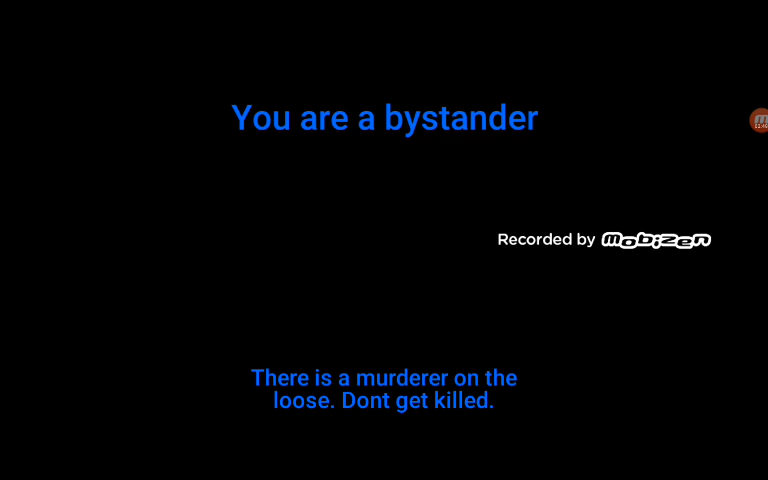 You are a bystander
Recorded by mobizen
There is a murderer on the
loose. Dont get killed.